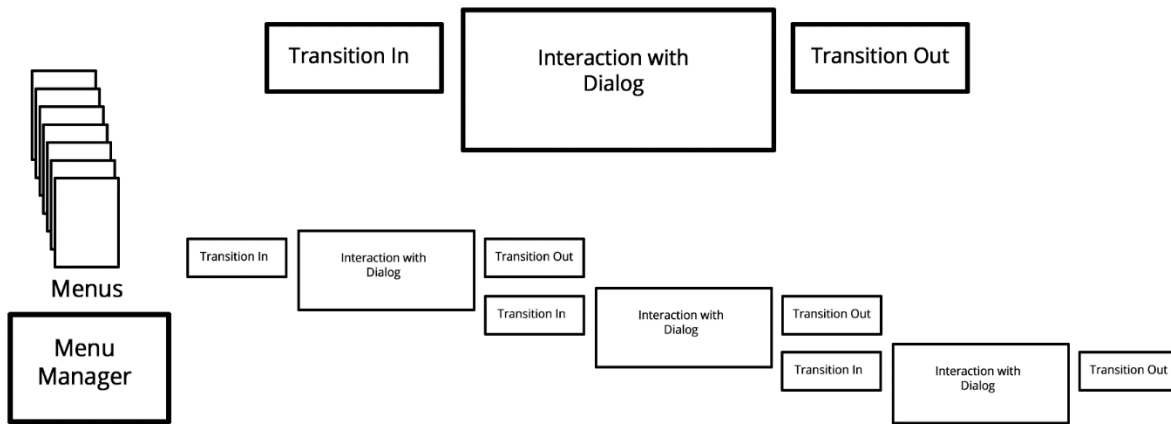 Transition In
Interaction with
Dialog
Transition Out
Menus
Menu
Manager
Transition In
Interaction with
Dialog
Transition Out
Transition In
Interaction with
Dialog
Transition Out
Transition In
Interaction with
Dialog
Transition Out